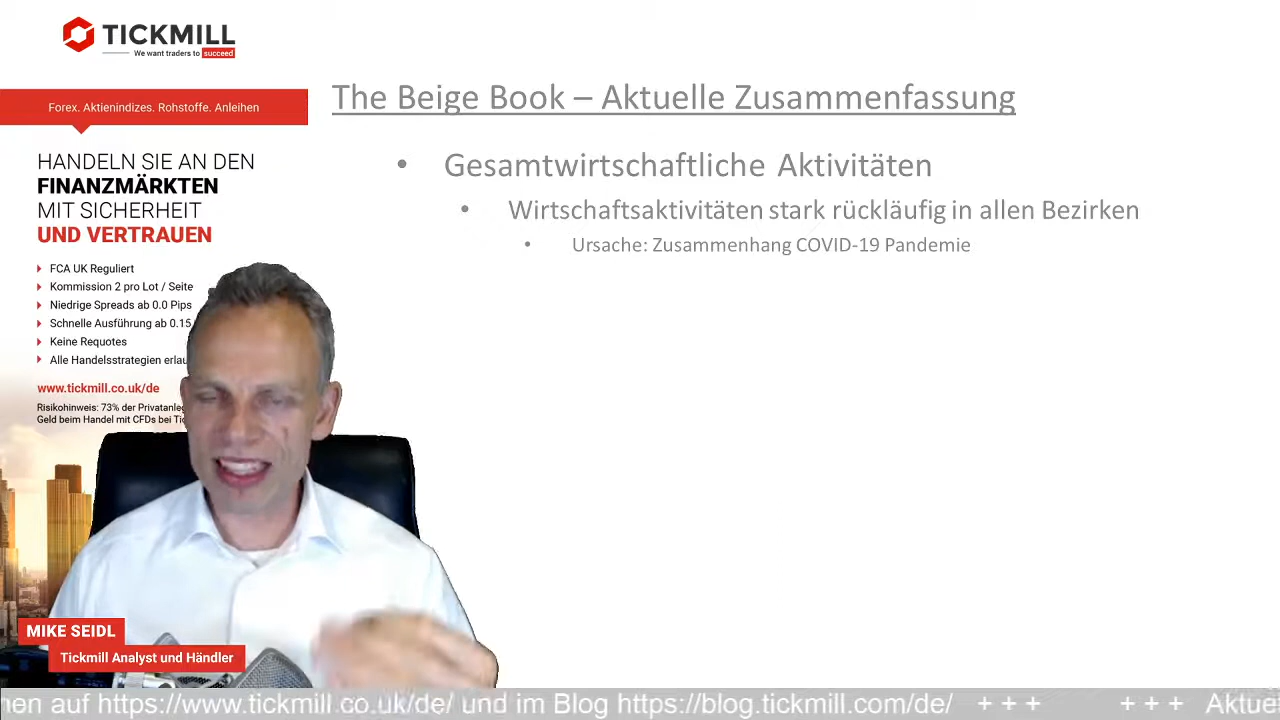 TICKMILL
We want traders to succeed
Forex. Aktienindizes. Rohstoffe. Anleihen
HANDELN SIE AN DEN
FINANZMÄRKTEN
MIT SICHERHEIT
UND VERTRAUEN
FCA UK Reguliert
Kommission 2 pro Lot / Seite
Niedrige Spreads ab 0.0 Pips
Schnelle Ausführung ab 0.15
Keine Requotes
Alle Handelsstrategien
www.tickmill.co.uk/de
Risikohinweis: 73% der
Geld beim Handel mit CFDs bei
The Beige Book – Aktuelle Zusammenfassung
• Gesamtwirtschaftliche Aktivitäten
• Wirtschaftsaktivitäten stark rückläufig in allen Bezirken
• Ursache: Zusammenhang COVID-19 Pandemie
MIKE SEIDL
Tickmill Analyst und Händler
auf https://www.tickmill.co.uk/de/ und im Blog https://blog.tickmill.com/de/ + + + + + +